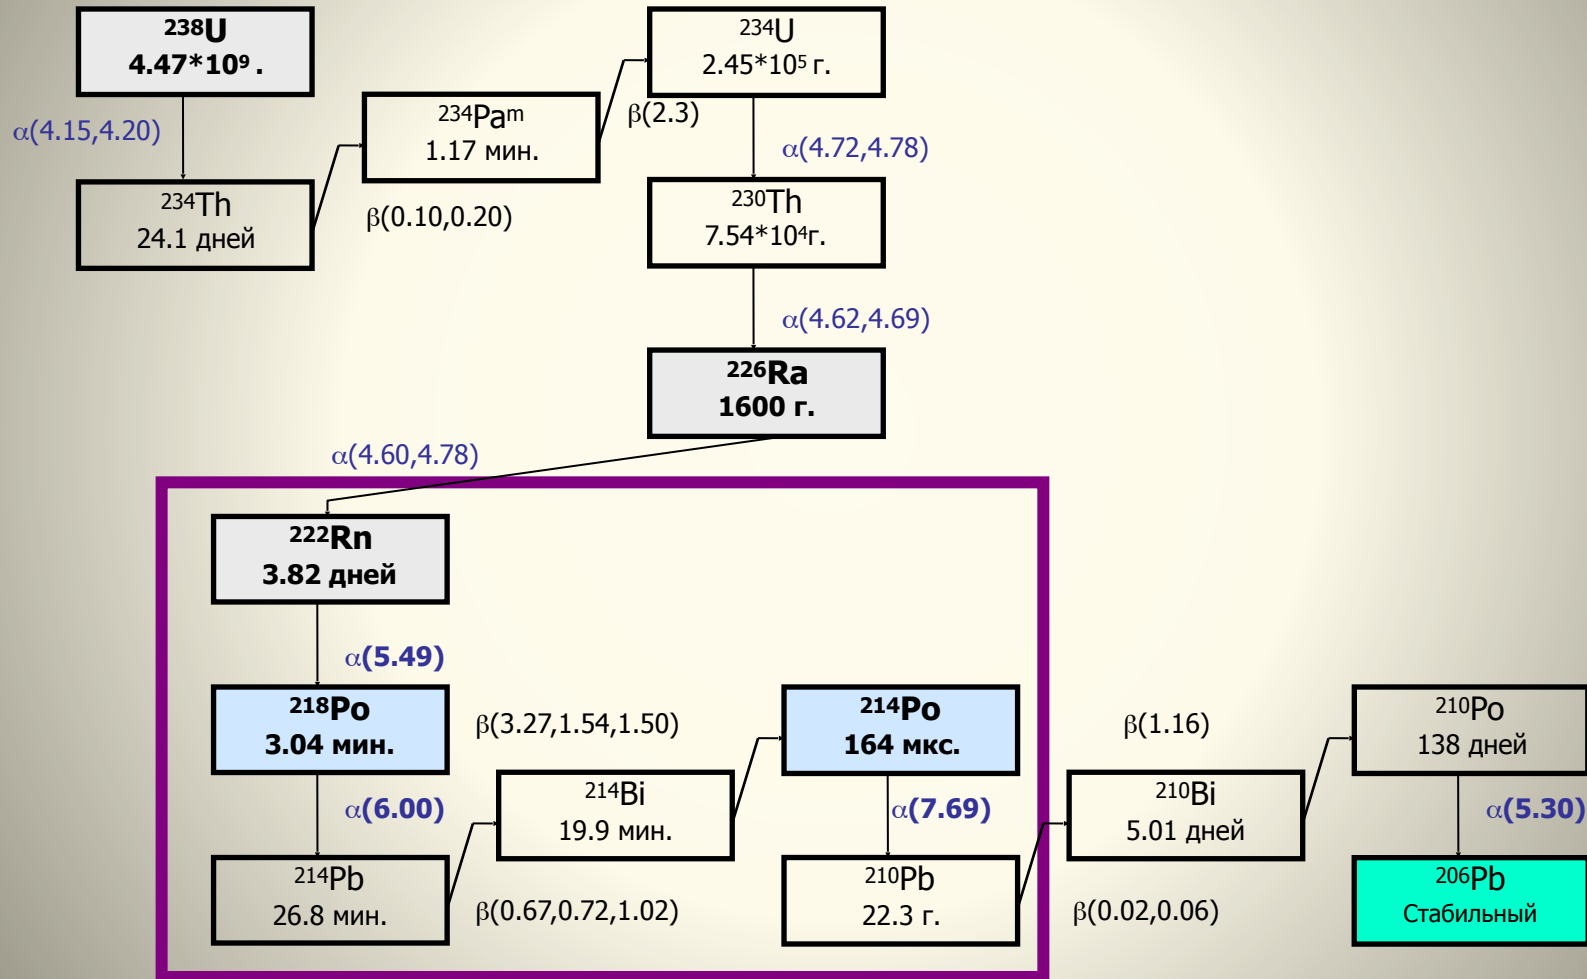 ²³⁸U
4.47*10⁹ .
α(4.15,4.20)
²³⁴Th
24.1 дней
β(0.10,0.20)
²³⁴Paᵐ
1.17 мин.
β(2.3)
²³⁴U
2.45*10⁵ г.
α(4.72,4.78)
²³⁰Th
7.54*10⁴г.
α(4.62,4.69)
²²⁶Ra
1600 г.
α(4.60,4.78)
²²²Rn
3.82 дней
α(5.49)
²¹⁸Po
3.04 мин.
α(6.00)
²¹⁴Pb
26.8 мин.
β(0.67,0.72,1.02)
²¹⁴Bi
19.9 мин.
β(3.27,1.54,1.50)
²¹⁴Po
164 мкс.
α(7.69)
²¹⁰Pb
22.3 г.
β(0.02,0.06)
²¹⁰Bi
5.01 дней
β(1.16)
²¹⁰Po
138 дней
α(5.30)
²⁰⁶Pb
Стабильный